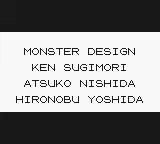 MONSTER DESIGN
KEN SUGIMORI
ATSUKO NISHIDA
HIRONOBU YOSHIDA